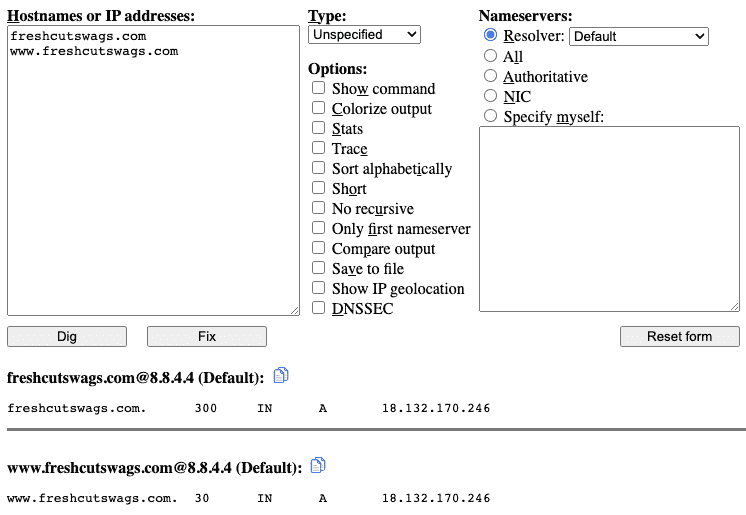 Hostnames or IP addresses:
freshcutswags.com
www.freshcutswags.com
Type:
Unspecified
Options:
Show command
Colorize output
Stats
Trace
Sort alphabetically
Short
No recursive
Only first nameserver
Compare output
Save to file
Show IP geolocation
DNSSEC
Nameservers:
Resolver: Default
All
Authoritative
NIC
Specify myself:
Dig Fix Reset form
freshcutswags.com@8.8.4.4 (Default):
freshcutswags.com. 300 IN A 18.132.170.246
www.freshcutswags.com@8.8.4.4 (Default):
www.freshcutswags.com. 30 IN A 18.132.170.246